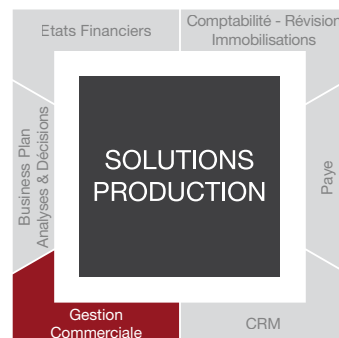 Etats Financiers
Comptabilité - Révision
Immobilisations
Business Plan
Analyses & Décisions
SOLUTIONS
PRODUCTION
Paye
Gestion
Commerciale
CRM